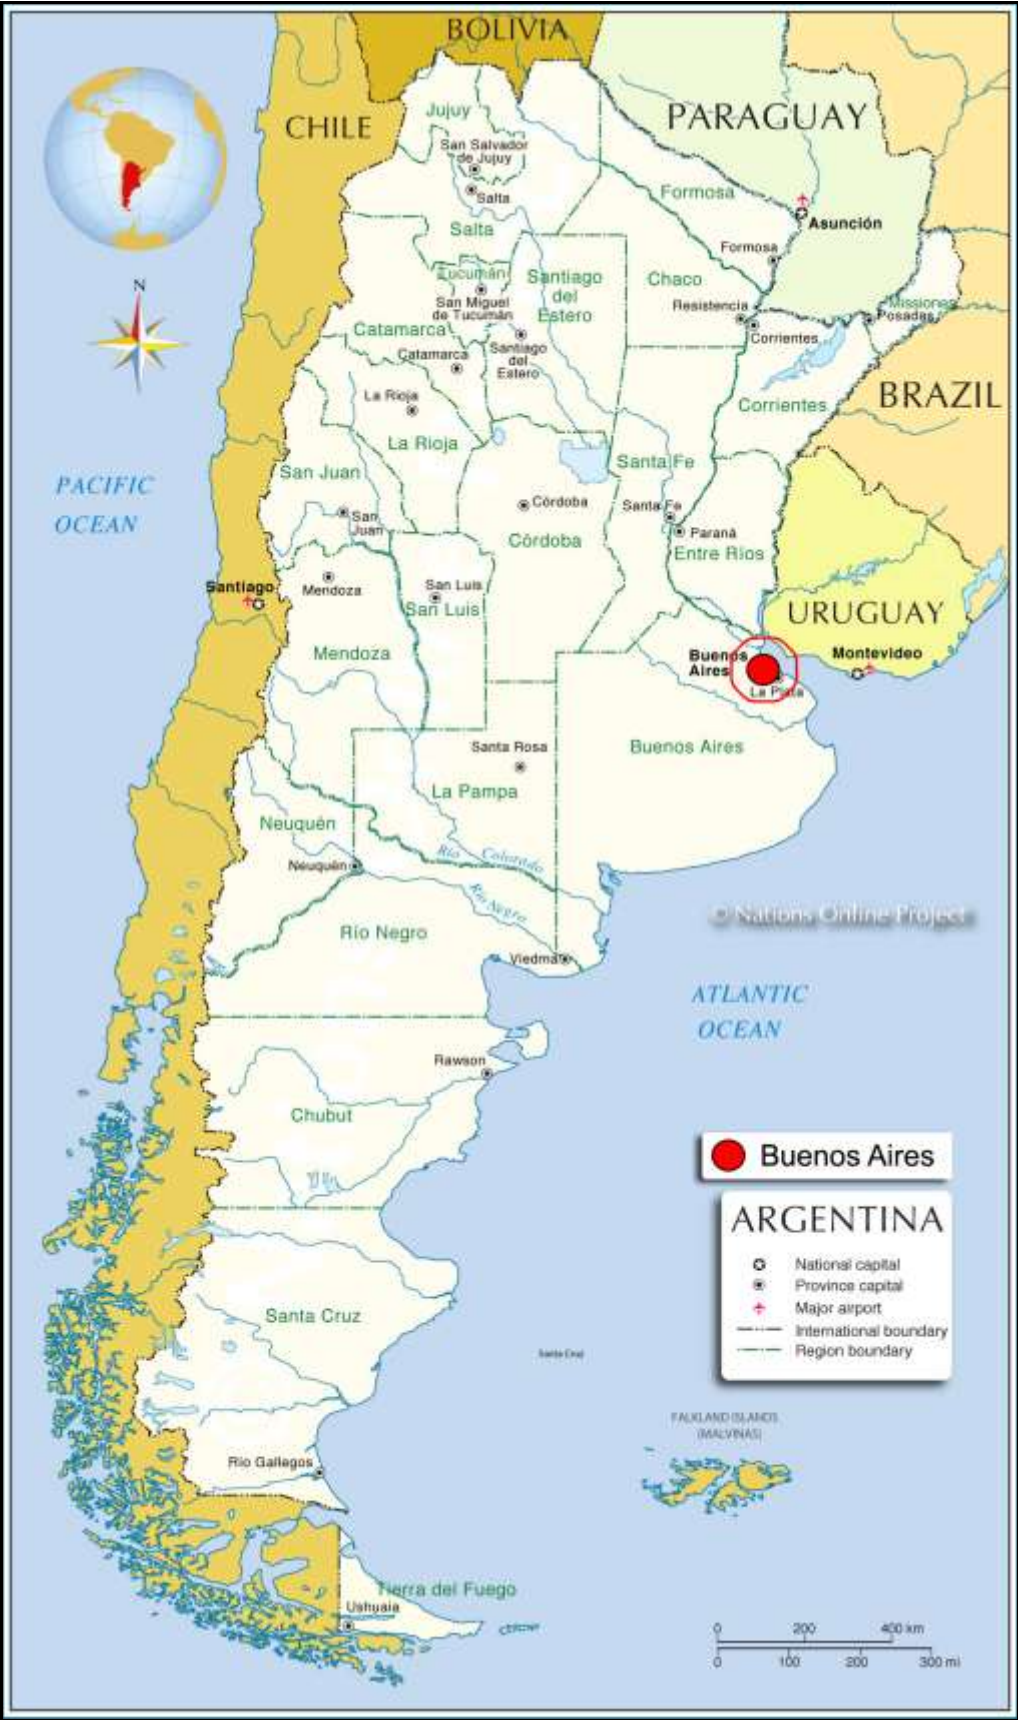 BOLIVIA
CHILE
PARAGUAY
Jujuy
San Salvador
de Jujuy
Salta
Salta
Formosa
Asunción
Formosa
Tucumán
San Miguel
de Tucumán
Santiago
del
Estero
Chaco
Resistencia
Corrientes
Missiones
Posadas
N
Catamarca
Catamarca
Santiago
del
Estero
La Rioja
La Rioja
Corrientes
BRAZIL
PACIFIC
OCEAN
San Juan
San
Juan
Santa Fe
Santa Fe
Córdoba
Córdoba
Paraná
Entre Ríos
Santiago
Mendoza
San Luis
San Luis
URUGUAY
Mendoza
Buenos
Aires
La Plata
Montevideo
Santa Rosa
Buenos Aires
La Pampa
Neuquén
Neuquén
Río Colorado
Río Negro
Río Negro
Viedma
© Nations Online Project
ATLANTIC
OCEAN
Rawson
Chubut
Buenos Aires
ARGENTINA
National capital
Province capital
Major airport
International boundary
Region boundary
Santa Cruz
Santa Cruz
FALKLAND ISLANDS
(MALVINAS)
Río Gallegos
Tierra del Fuego
Ushuaia
0 200 400 km
0 100 200 300 mi